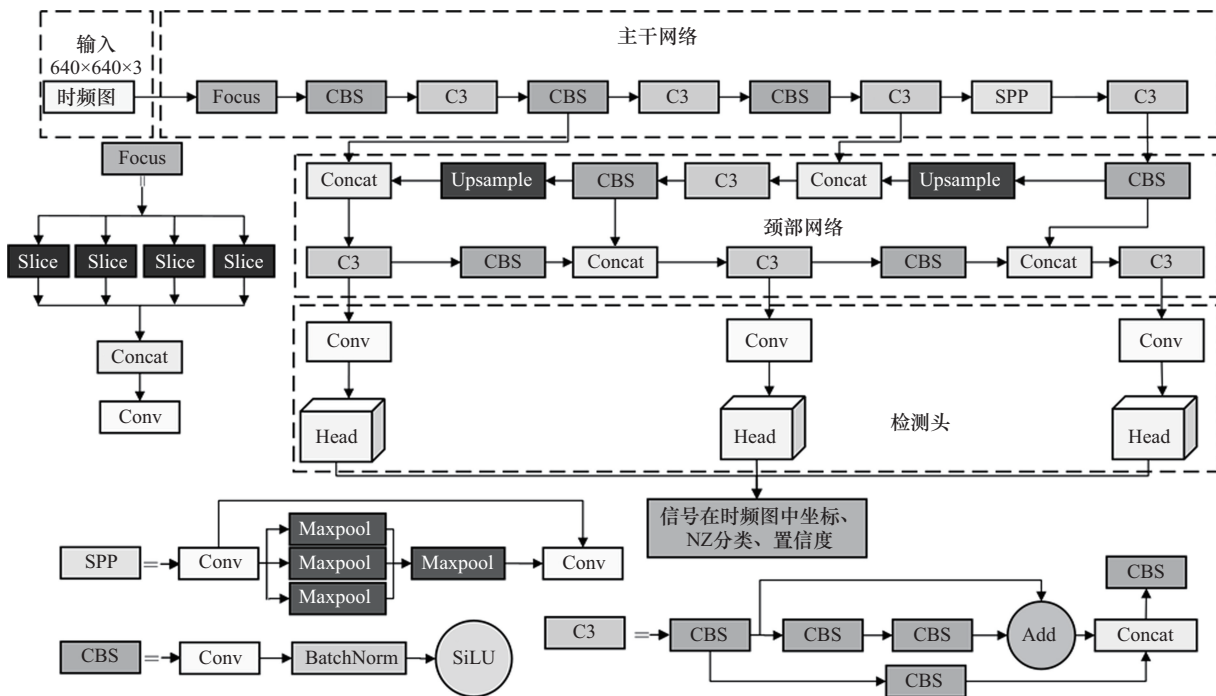 输入
640×640×3
时频图
主干网络
Focus
CBS
C3
CBS
C3
CBS
C3
SPP
C3
Focus
Slice
Slice
Slice
Slice
Concat
Conv
Concat
Upsample
CBS
C3
Concat
Upsample
CBS
颈部网络
C3
CBS
Concat
C3
CBS
Concat
C3
Conv
Conv
Conv
Head
Head
Head
检测头
信号在时频图中坐标、
NZ分类、置信度
SPP
=
Conv
Maxpool
Maxpool
Maxpool
Maxpool
Conv
CBS
=
Conv
BatchNorm
SiLU
C3
=
CBS
CBS
CBS
Add
Concat
CBS
CBS